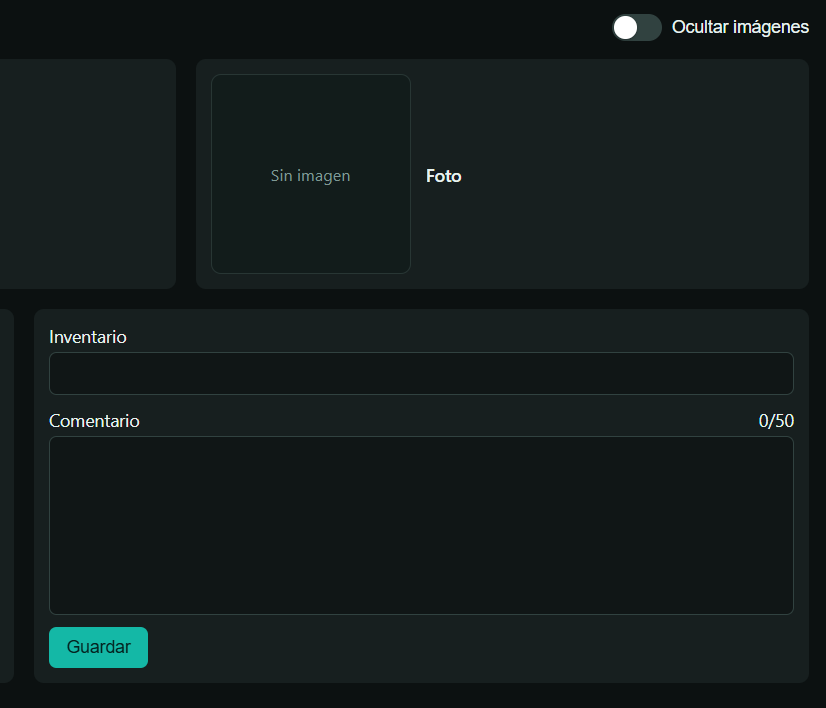 Ocultar imágenes
Sin imagen
Foto
Inventario
Comentario 0/50
Guardar